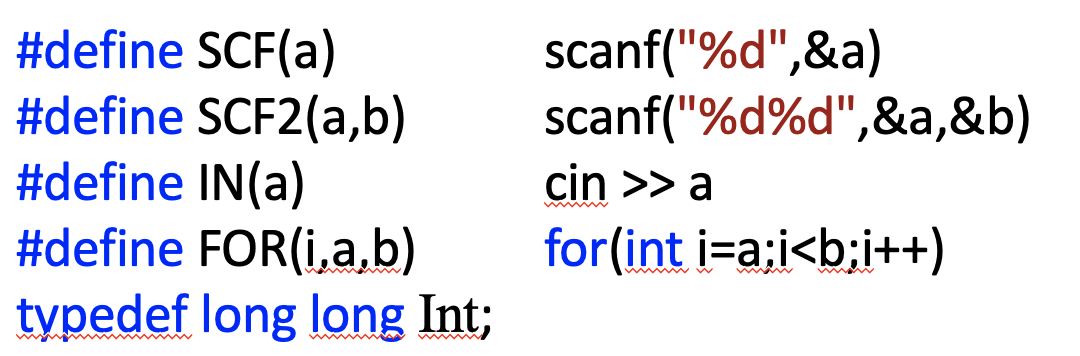 #define SCF(a) scanf("%d",&a)
#define SCF2(a,b) scanf("%d%d",&a,&b)
#define IN(a) cin >> a
#define FOR(i,a,b) for(int i=a;i<b;i++)
typedef long long Int;